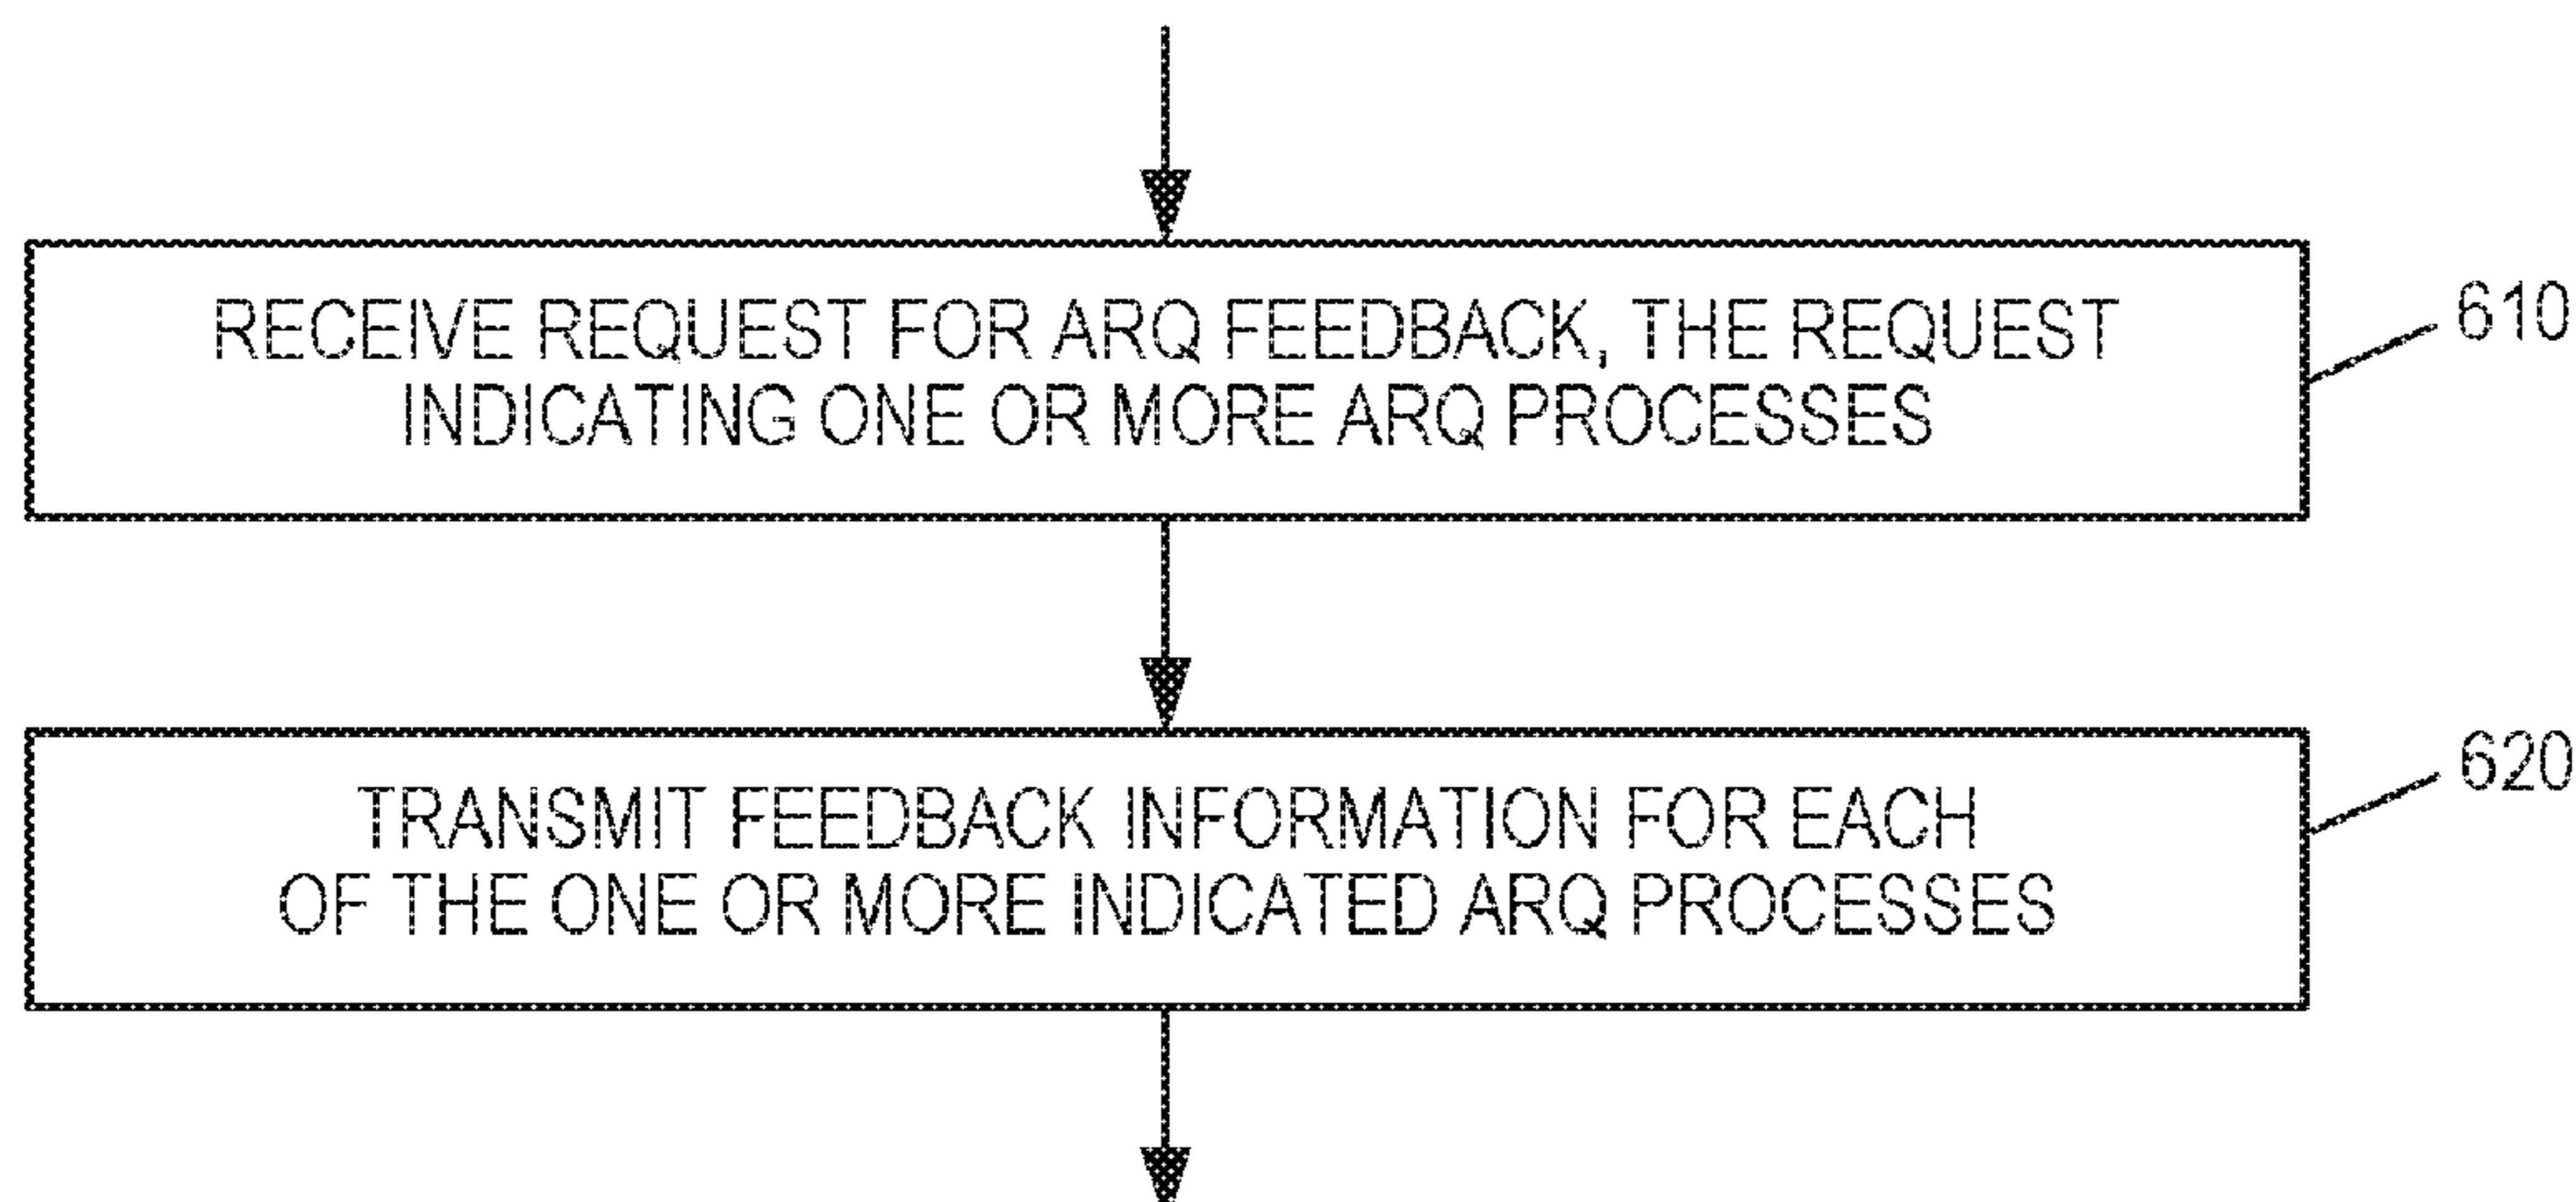 RECEIVE REQUEST FOR ARQ FEEDBACK, THE REQUEST
INDICATING ONE OR MORE ARQ PROCESSES
610
TRANSMIT FEEDBACK INFORMATION FOR EACH
OF THE ONE OR MORE INDICATED ARQ PROCESSES
620